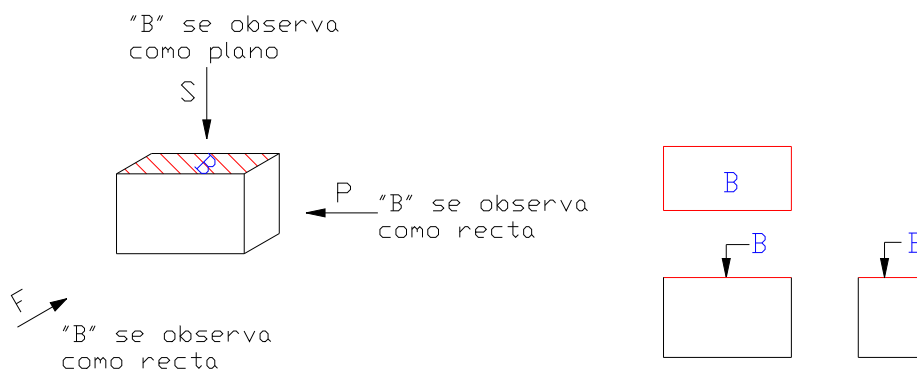 "B" se observa
como plano
S
B
P
"B" se observa
como recta
F
"B" se observa
como recta
B
B
B